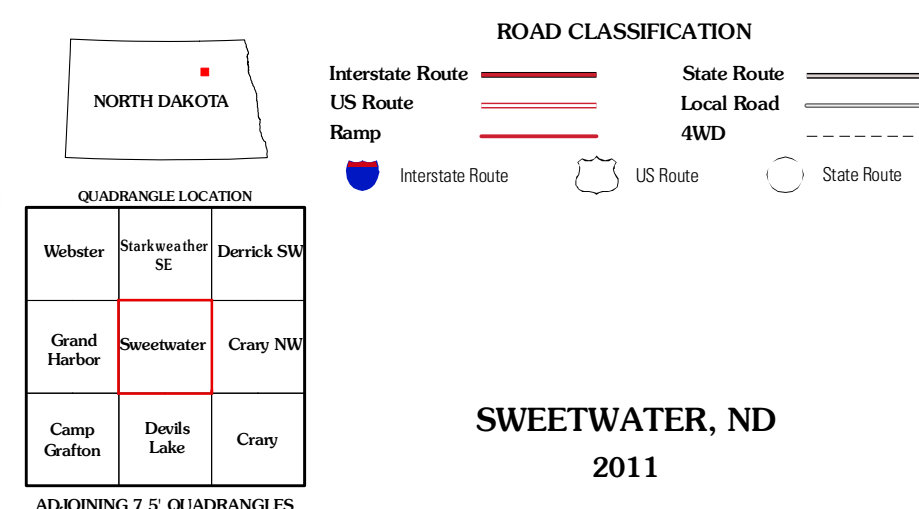 ROAD CLASSIFICATION
Interstate Route
State Route
US Route
Local Road
Ramp
4WD
Interstate Route
US Route
State Route
NORTH DAKOTA
QUADRANGLE LOCATION
Webster
Starkweather
SE
Derrick SW
Grand
Harbor
Sweetwater
Crary NW
Camp
Grafton
Devils
Lake
Crary
ADJOINING 7.5' QUADRANGLES
SWEETWATER, ND
2011